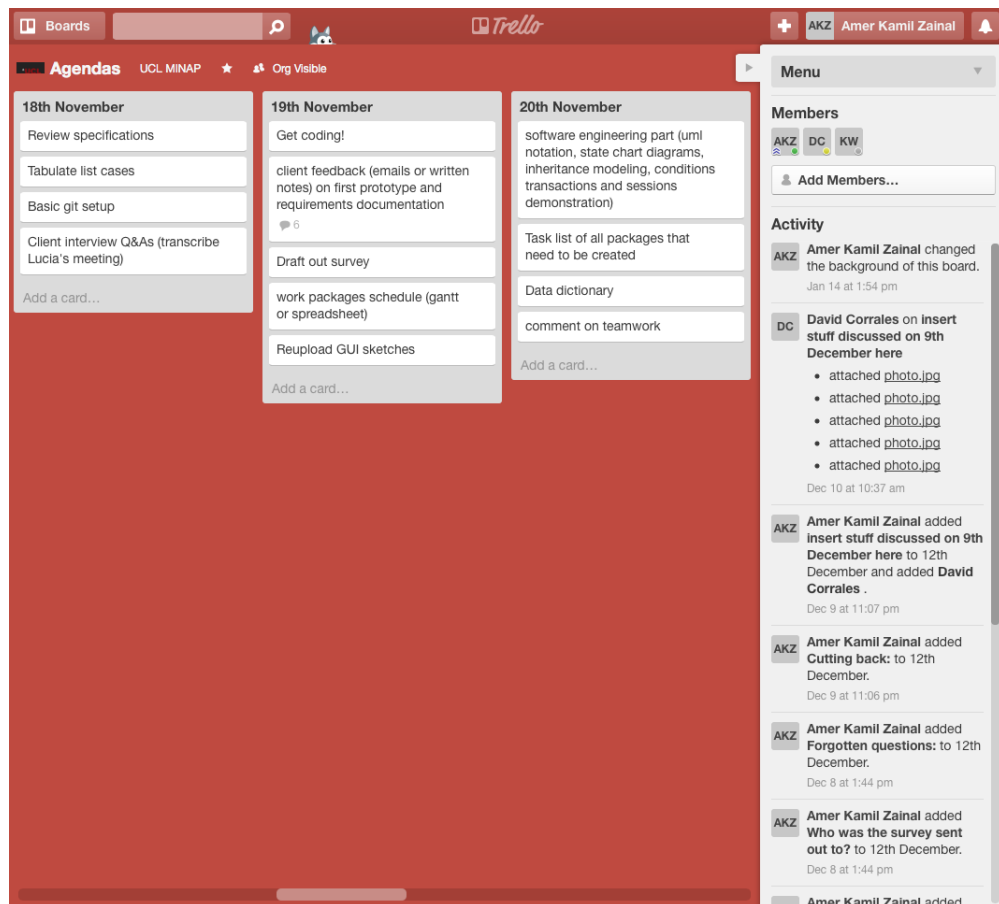 Boards
Trello
AKZ Amer Kamil Zainal
Agendas UCL MINAP Org Visible
18th November
Review specifications
Tabulate list cases
Basic git setup
Client interview Q&As (transcribe
Lucia's meeting)
Add a card…
19th November
Get coding!
client feedback (emails or written
notes) on first prototype and
requirements documentation
6
Draft out survey
work packages schedule (gantt
or spreadsheet)
Reupload GUI sketches
Add a card…
20th November
software engineering part (uml
notation, state chart diagrams,
inheritance modeling, conditions
transactions and sessions
demonstration)
Task list of all packages that
need to be created
Data dictionary
comment on teamwork
Add a card…
Menu
Members
AKZ DC KW
Add Members…
Activity
AKZ
Amer Kamil Zainal changed
the background of this board.
Jan 14 at 1:54 pm
DC
David Corrales on insert
stuff discussed on 9th
December here
• attached photo.jpg
• attached photo.jpg
• attached photo.jpg
• attached photo.jpg
• attached photo.jpg
Dec 10 at 10:37 am
AKZ
Amer Kamil Zainal added
insert stuff discussed on 9th
December here to 12th
December and added David
Corrales .
Dec 9 at 11:07 pm
AKZ
Amer Kamil Zainal added
Cutting back: to 12th
December.
Dec 9 at 11:06 pm
AKZ
Amer Kamil Zainal added
Forgotten questions: to 12th
December.
Dec 8 at 1:44 pm
AKZ
Amer Kamil Zainal added
Who was the survey sent
out to? to 12th December.
Dec 8 at 1:44 pm
Amer Kamil Zainal added